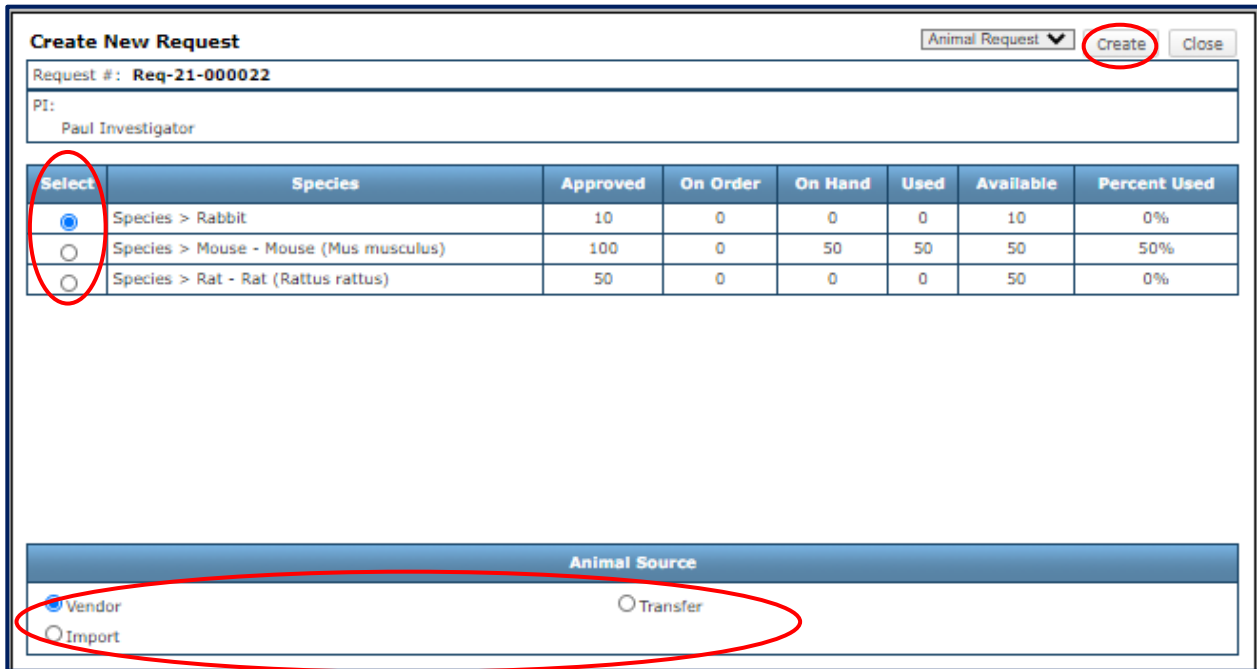 Create New Request Animal Request Create Close
Request #: Req-21-000022
PI:
Paul Investigator
Select Species Approved On Order On Hand Used Available Percent Used
Species > Rabbit 10 0 0 0 10 0%
Species > Mouse - Mouse (Mus musculus) 100 0 50 50 50 50%
Species > Rat - Rat (Rattus rattus) 50 0 0 0 50 0%
Animal Source
Vendor Transfer
Import